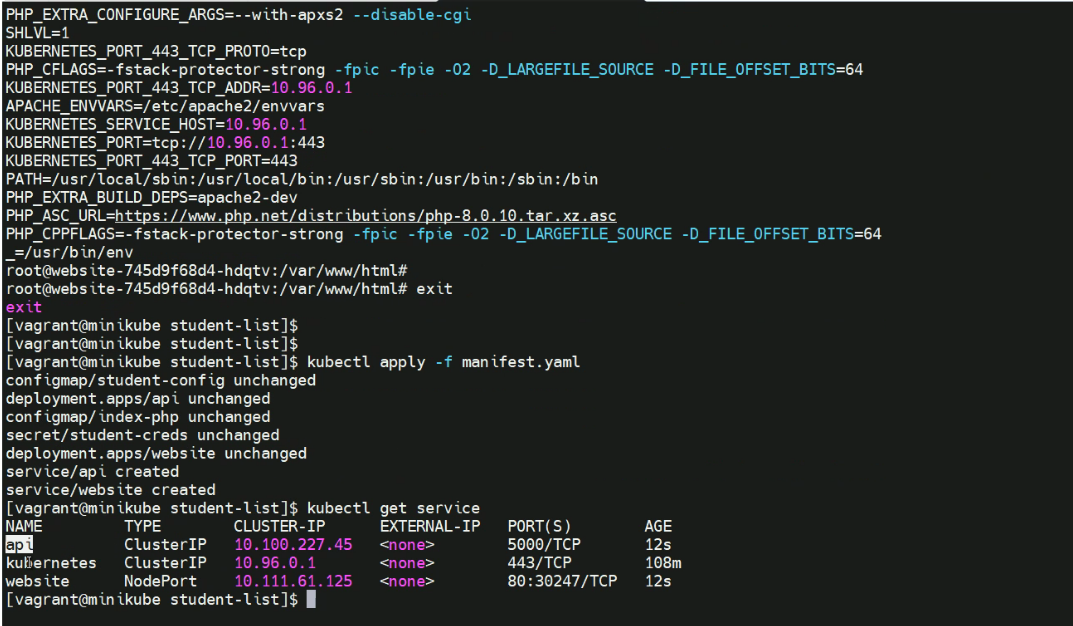 PHP_EXTRA_CONFIGURE_ARGS=--with-apxs2 --disable-cgi
SHLVL=1
KUBERNETES_PORT_443_TCP_PROTO=tcp
PHP_CFLAGS=-fstack-protector-strong -fpic -fpie -O2 -D_LARGEFILE_SOURCE -D_FILE_OFFSET_BITS=64
KUBERNETES_PORT_443_TCP_ADDR=10.96.0.1
APACHE_ENVVARS=/etc/apache2/envvars
KUBERNETES_SERVICE_HOST=10.96.0.1
KUBERNETES_PORT=tcp://10.96.0.1:443
KUBERNETES_PORT_443_TCP_PORT=443
PATH=/usr/local/sbin:/usr/local/bin:/usr/sbin:/usr/bin:/sbin:/bin
PHP_EXTRA_BUILD_DEPS=apache2-dev
PHP_ASC_URL=https://www.php.net/distributions/php-8.0.10.tar.xz.asc
PHP_CPPFLAGS=-fstack-protector-strong -fpic -fpie -O2 -D_LARGEFILE_SOURCE -D_FILE_OFFSET_BITS=64
_=/usr/bin/env
root@website-745d9f68d4-hdqtv:/var/www/html#
root@website-745d9f68d4-hdqtv:/var/www/html# exit
exit
[vagrant@minikube student-list]$
[vagrant@minikube student-list]$
[vagrant@minikube student-list]$ kubectl apply -f manifest.yaml
configmap/student-config unchanged
deployment.apps/api unchanged
configmap/index-php unchanged
secret/student-creds unchanged
deployment.apps/website unchanged
service/api created
service/website created
[vagrant@minikube student-list]$ kubectl get service
NAME TYPE CLUSTER-IP EXTERNAL-IP PORT(S) AGE
api ClusterIP 10.100.227.45 <none> 5000/TCP 12s
kubernetes ClusterIP 10.96.0.1 <none> 443/TCP 108m
website NodePort 10.111.61.125 <none> 80:30247/TCP 12s
[vagrant@minikube student-list]$